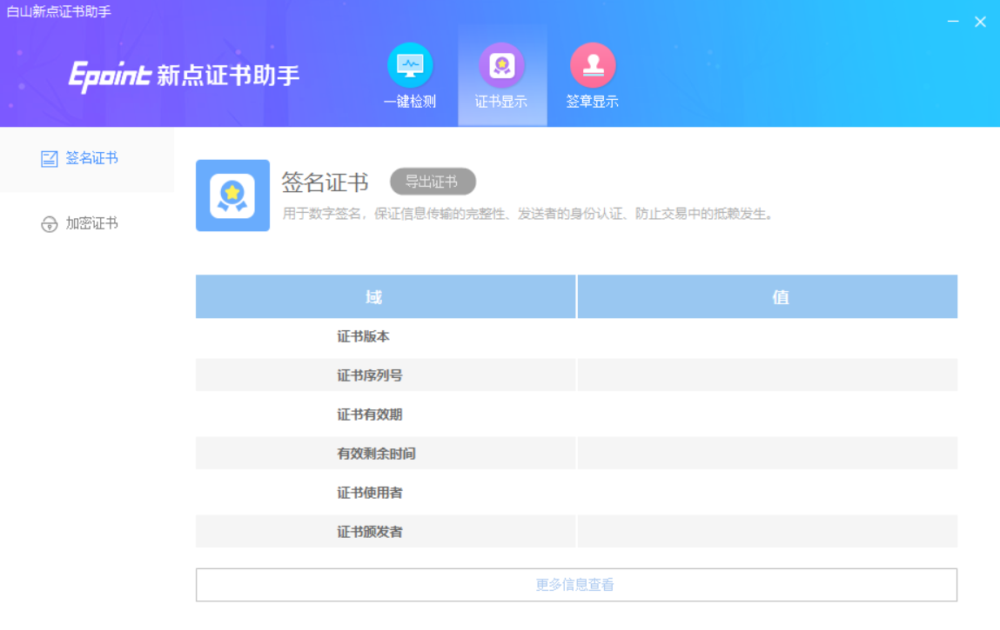 白山新点证书助手
Epoint 新点证书助手
一键检测
证书显示
签章显示
签名证书
加密证书
签名证书
导出证书
用于数字签名，保证信息传输的完整性、发送者的身份认证、防止交易中的抵赖发生。
域 值
证书版本
证书序列号
证书有效期
有效剩余时间
证书使用者
证书颁发者
更多信息查看